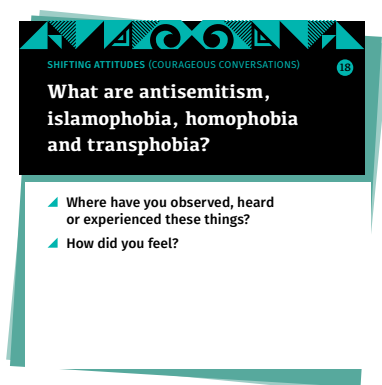 SHIFTING ATTITUDES (COURAGEOUS CONVERSATIONS)
18
What are antisemitism,
islamophobia, homophobia
and transphobia?
Where have you observed, heard
or experienced these things?
How did you feel?